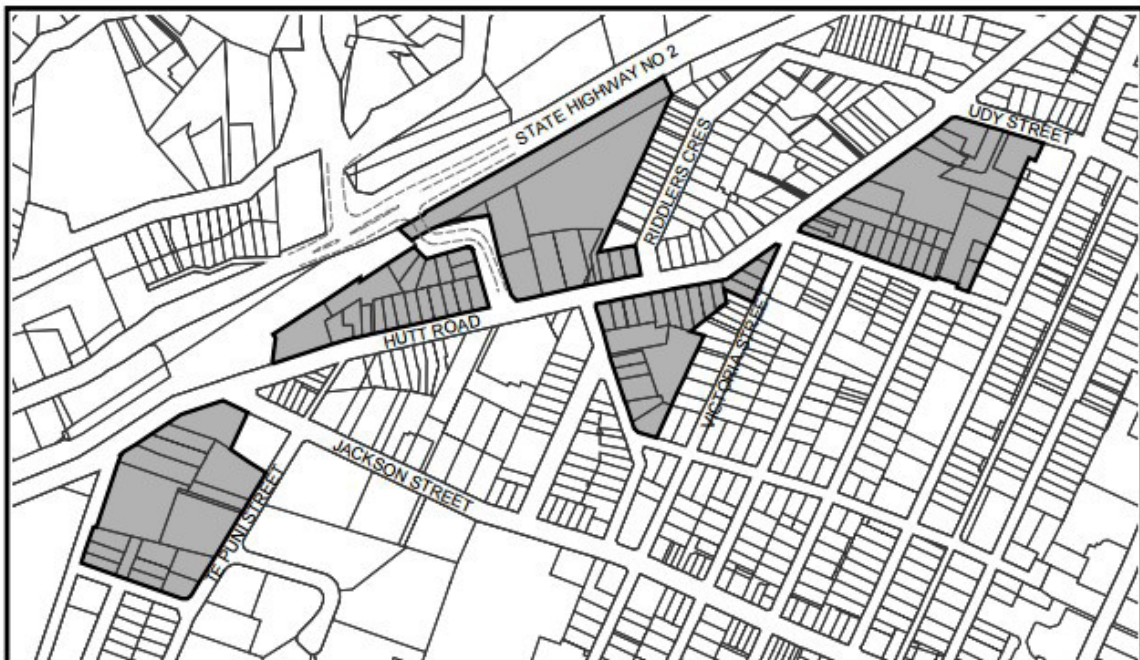 STATE HIGHWAY NO 2
UDY STREET
RIDDLERS CRES
HUTT ROAD
VICTORIA STREET
JACKSON STREET
TE PUNI STREET